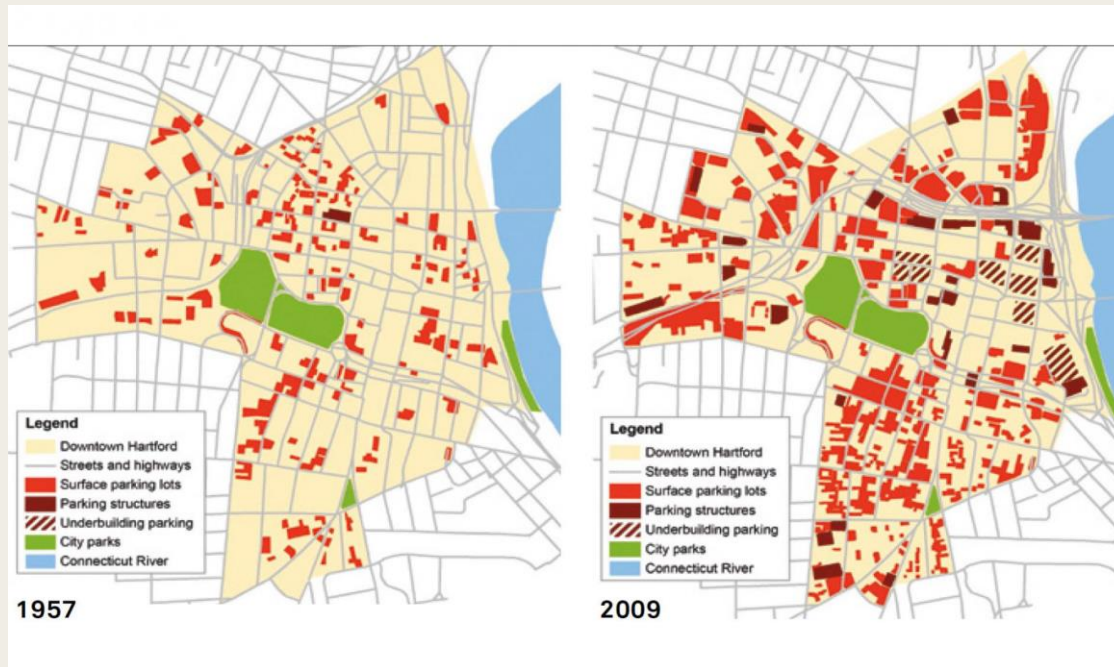 Legend
Downtown Hartford
Streets and highways
Surface parking lots
Parking structures
Underbuilding parking
City parks
Connecticut River
1957
Legend
Downtown Hartford
Streets and highways
Surface parking lots
Parking structures
Underbuilding parking
City parks
Connecticut River
2009